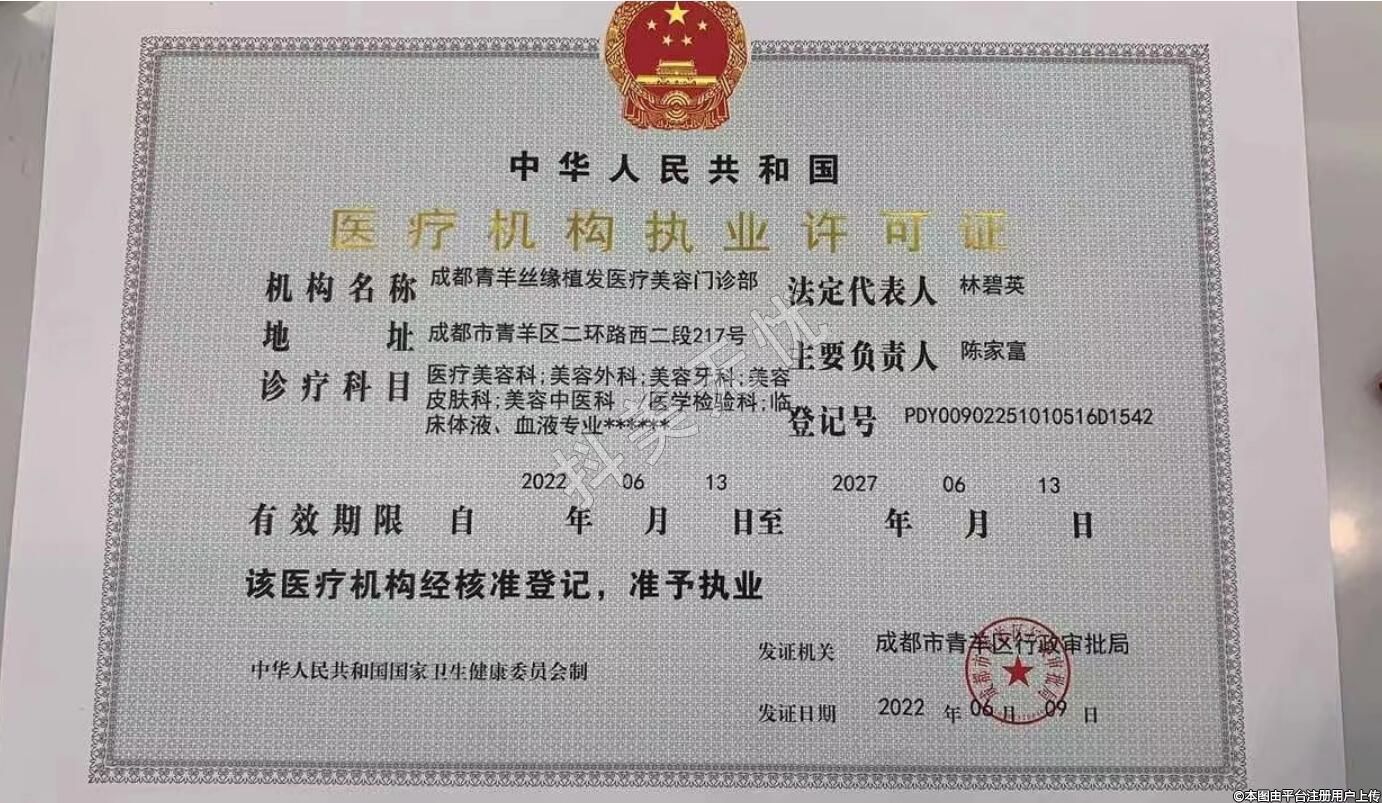 中华人民共和国
医疗机构执业许可证
机构名称 成都青羊丝缘植发医疗美容门诊部 法定代表人 林碧英
地址 成都市青羊区二环路西二段217号 主要负责人 陈家富
诊疗科目 医疗美容科;美容外科;美容牙科;美容
皮肤科;美容中医科 医学检验科;临
床体液、血液专业****** 登记号 PDY00902251010516D1542
有效期限 自 2022 年 06 月 13 日至 2027 年 06 月 13 日
该医疗机构经核准登记，准予执业
中华人民共和国国家卫生健康委员会制
发证机关 成都市青羊区行政审批局
发证日期 2022 年 06 月 09 日
抖美无忧
©本图由平台注册用户上传